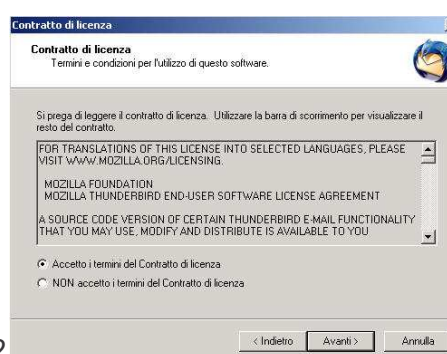 Contratto di licenza
Contratto di licenza
Termini e condizioni per l'utilizzo di questo software.
Si prega di leggere il contratto di licenza. Utilizzare la barra di scorrimento per visualizzare il
resto del contratto.
FOR TRANSLATIONS OF THIS LICENSE INTO SELECTED LANGUAGES, PLEASE
VISIT WWW.MOZILLA.ORG/LICENSING.
MOZILLA FOUNDATION
MOZILLA THUNDERBIRD END-USER SOFTWARE LICENSE AGREEMENT
A SOURCE CODE VERSION OF CERTAIN THUNDERBIRD E-MAIL FUNCTIONALITY
THAT YOU MAY USE, MODIFY AND DISTRIBUTE IS AVAILABLE TO YOU
Accetto i termini del Contratto di licenza
NON accetto i termini del Contratto di licenza
< Indietro Avanti > Annulla